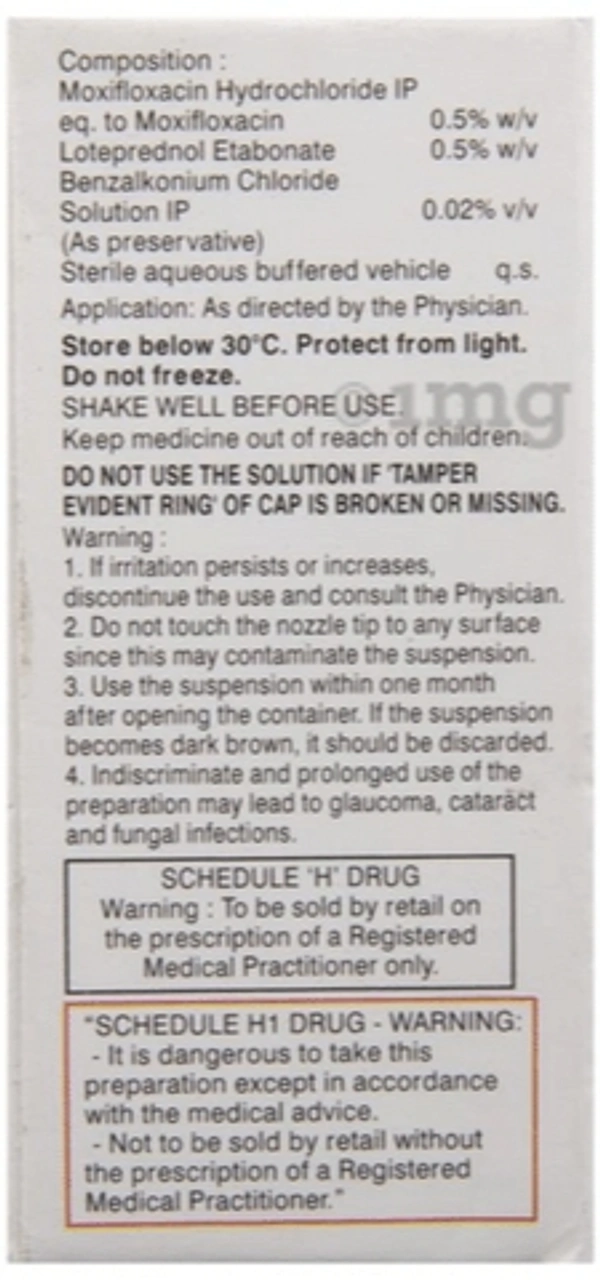 Composition :
Moxifloxacin Hydrochloride IP
eq. to Moxifloxacin 0.5% w/v
Loteprednol Etabonate 0.5% w/v
Benzalkonium Chloride
Solution IP 0.02% v/v
(As preservative)
Sterile aqueous buffered vehicle q.s.
Application: As directed by the Physician.
Store below 30°C. Protect from light.
Do not freeze.
SHAKE WELL BEFORE USE.
1mg
Keep medicine out of reach of children.
DO NOT USE THE SOLUTION IF 'TAMPER
EVIDENT RING' OF CAP IS BROKEN OR MISSING.
Warning :
1. If irritation persists or increases,
discontinue the use and consult the Physician.
2. Do not touch the nozzle tip to any surface
since this may contaminate the suspension.
3. Use the suspension within one month
after opening the container. If the suspension
becomes dark brown, it should be discarded.
4. Indiscriminate and prolonged use of the
preparation may lead to glaucoma, cataract
and fungal infections.
SCHEDULE 'H' DRUG
Warning : To be sold by retail on
the prescription of a Registered
Medical Practitioner only.
"SCHEDULE H1 DRUG - WARNING:
- It is dangerous to take this
preparation except in accordance
with the medical advice.
- Not to be sold by retail without
the prescription of a Registered
Medical Practitioner."